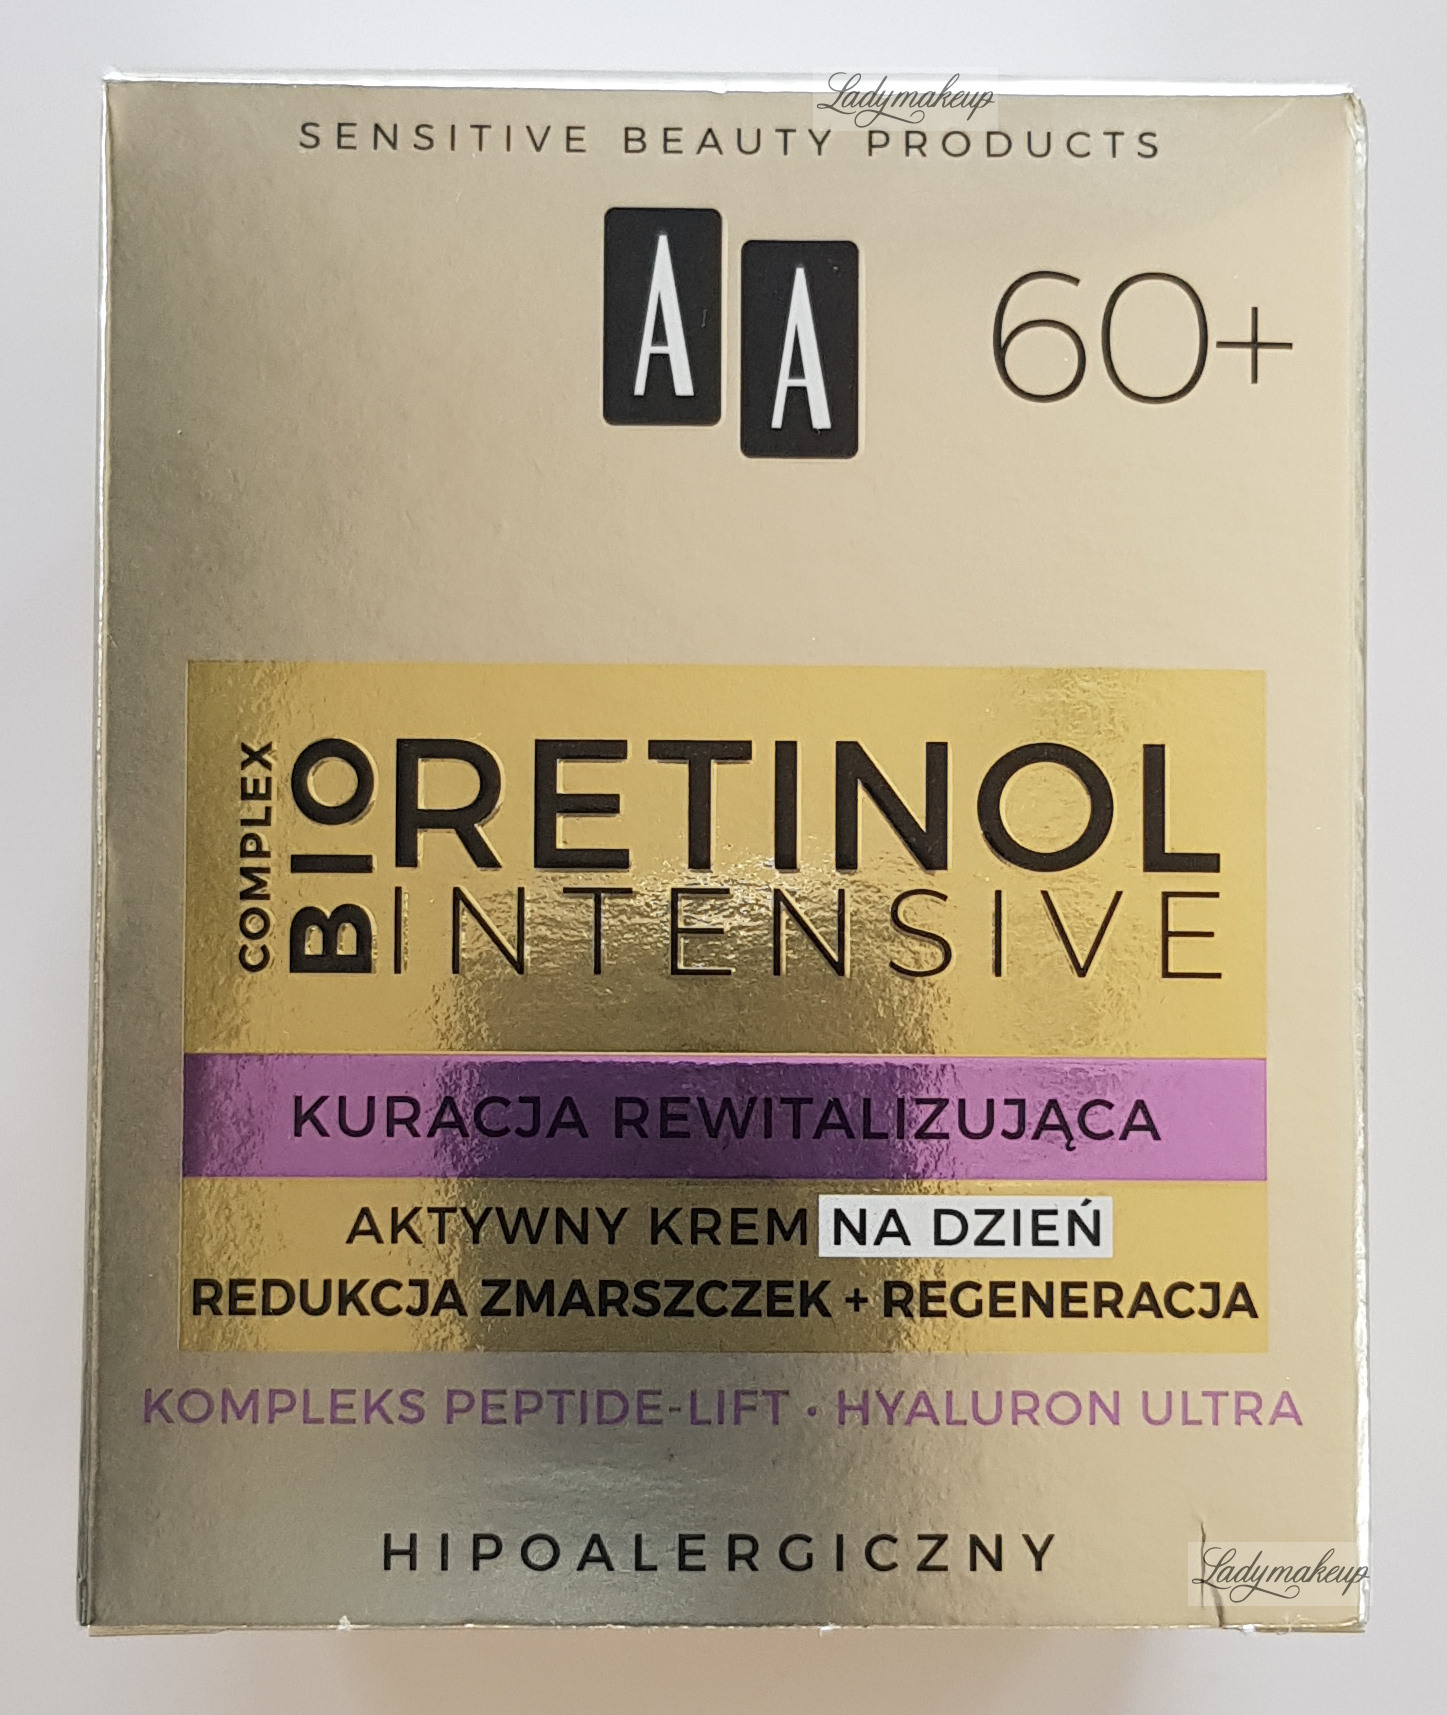 Ladymakeup
SENSITIVE BEAUTY PRODUCTS
AA
60+
COMPLEX
BIO
RETINOL
INTENSIVE
KURACJA REWITALIZUJĄCA
AKTYWNY KREM NA DZIEŃ
REDUKCJA ZMARSZCZEK + REGENERACJA
KOMPLEKS PEPTIDE-LIFT · HYALURON ULTRA
HIPOALERGICZNY
Ladymakeup